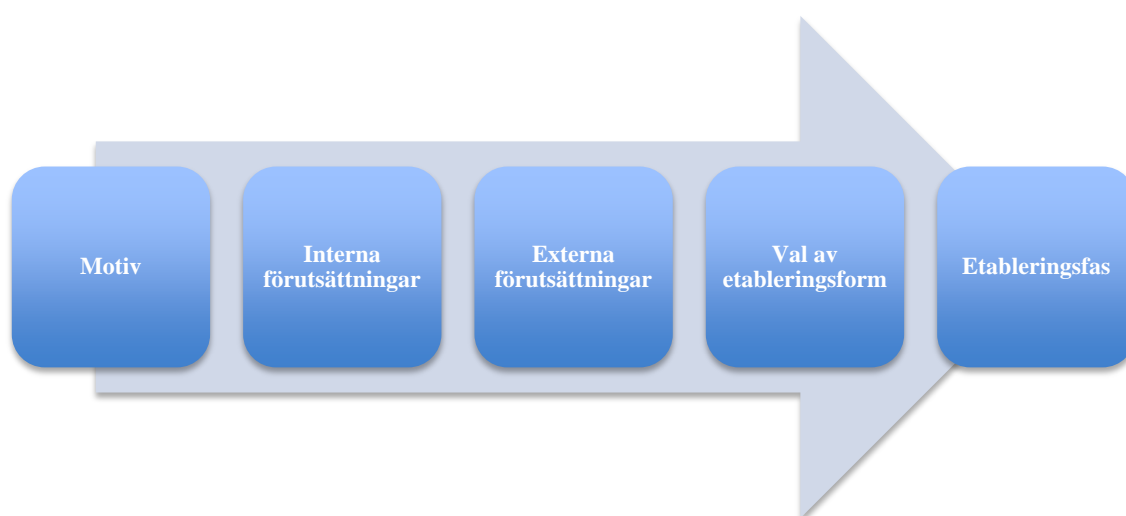 Motiv
Interna
förutsättningar
Externa
förutsättningar
Val av
etableringsform
Etableringsfas